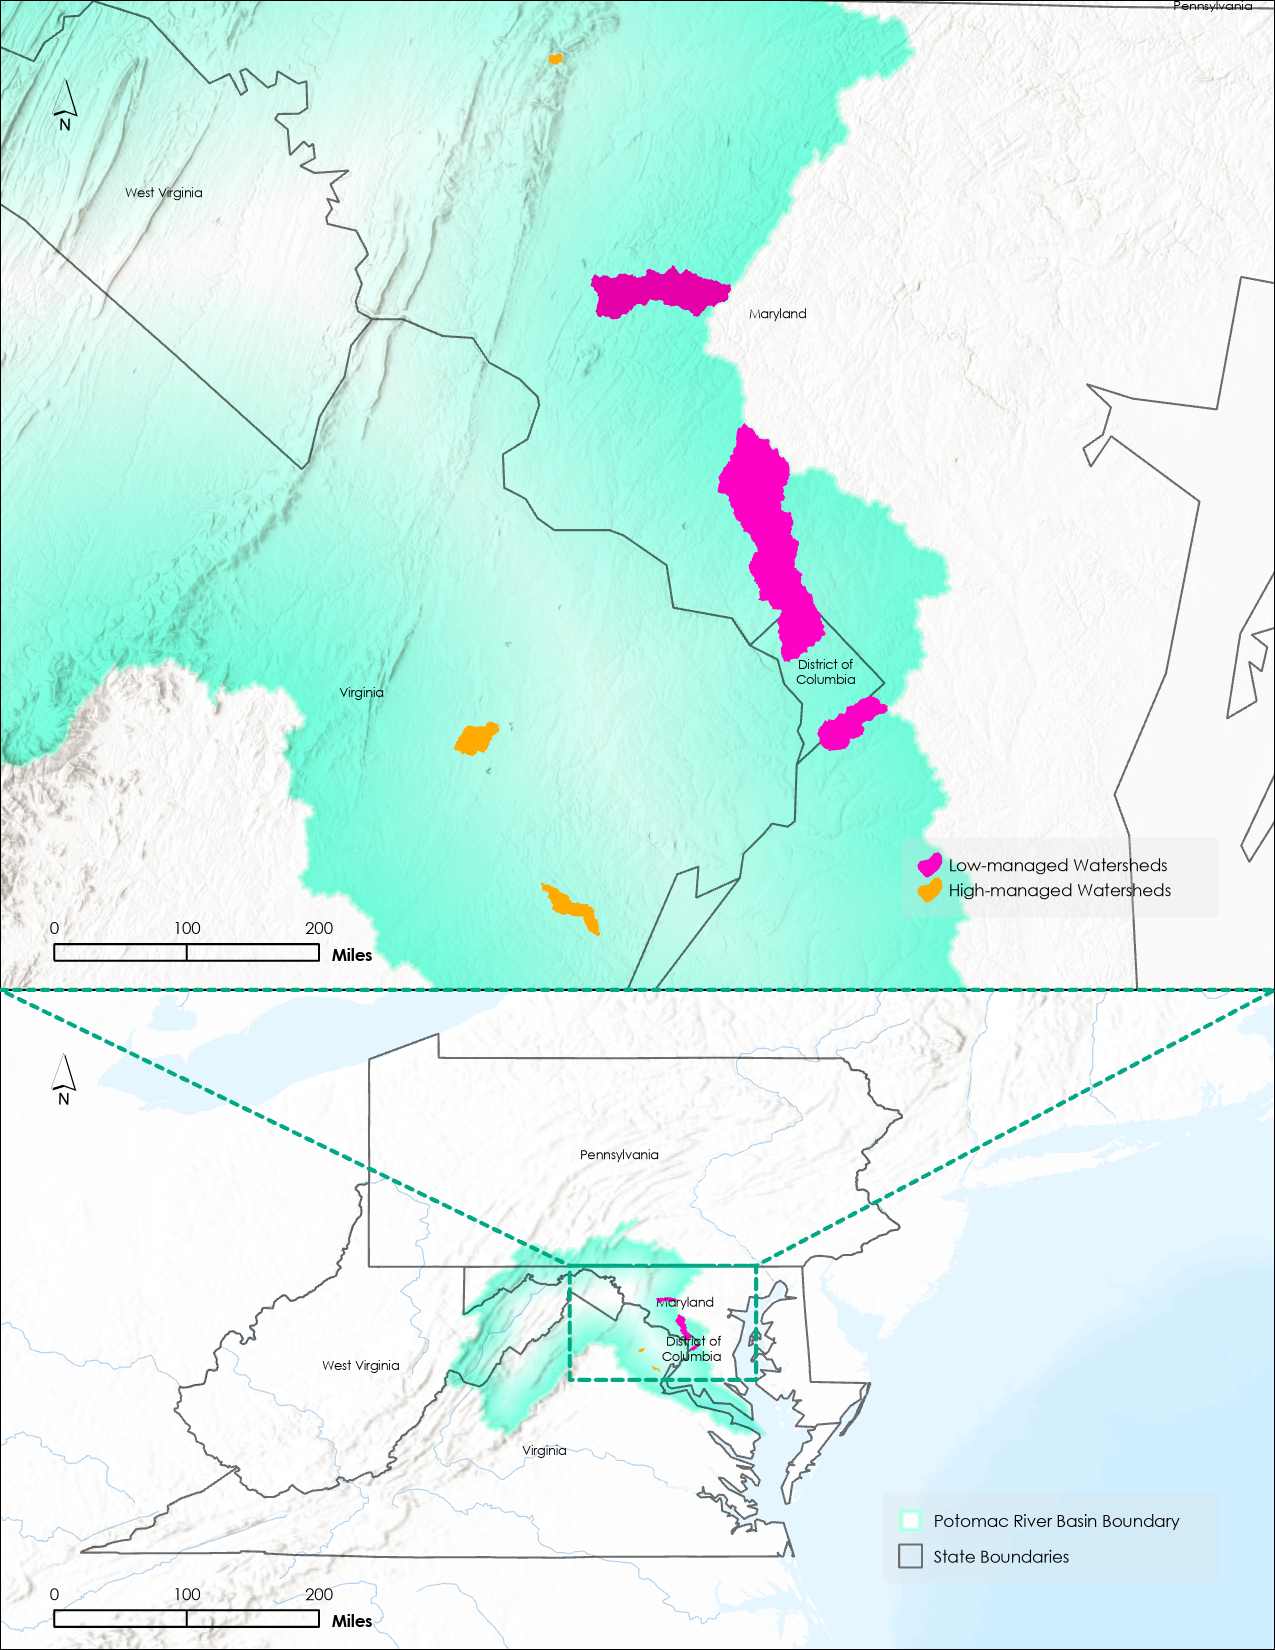 Pennsylvania
N
West Virginia
Maryland
District of
Columbia
Virginia
Low-managed Watersheds
High-managed Watersheds
0 100 200
Miles
N
Pennsylvania
Maryland
District of
Columbia
West Virginia
Virginia
Potomac River Basin Boundary
State Boundaries
0 100 200
Miles